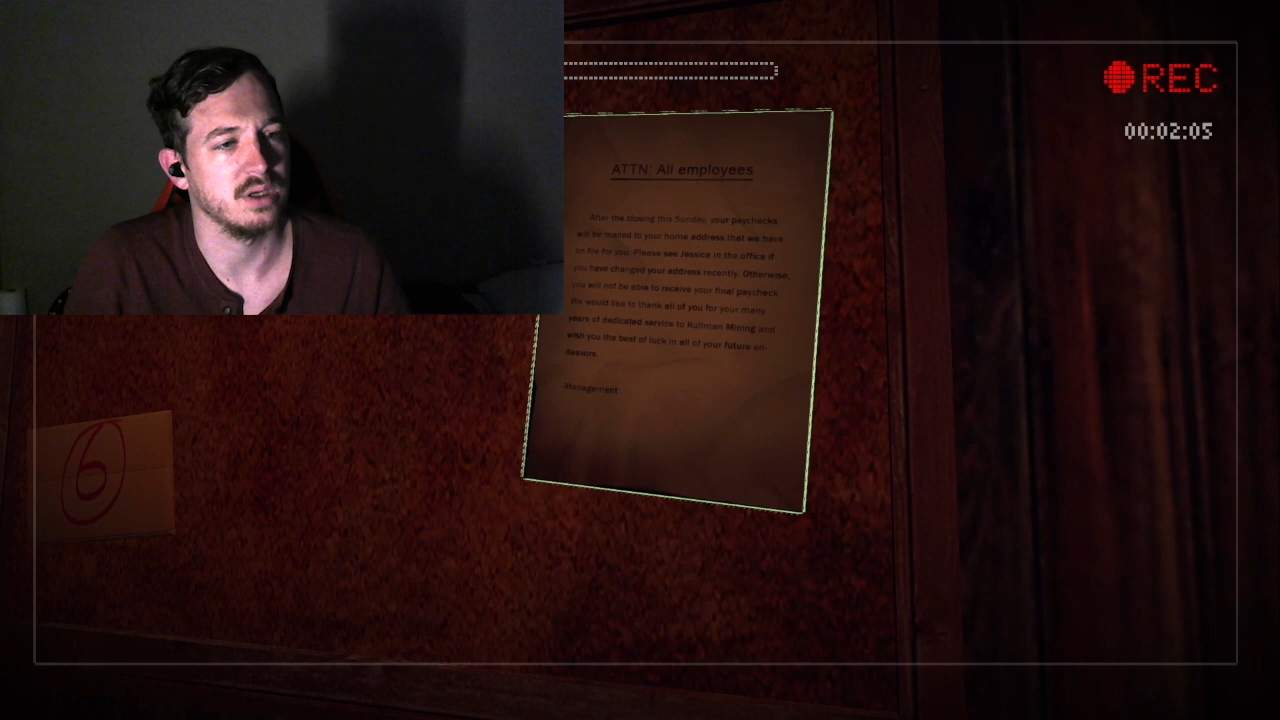 REC
00:02:05
ATTN: All employees
After the closing this Sunday, your paychecks
will be mailed to your home address that we have
on file for you. Please see Jessica in the office if
you have changed your address recently. Otherwise,
you will not be able to receive your final paycheck.
We would like to thank all of you for your many
years of dedicated service to Kullman Mining and
wish you the best of luck in all of your future en-
deavors.
-Management
6